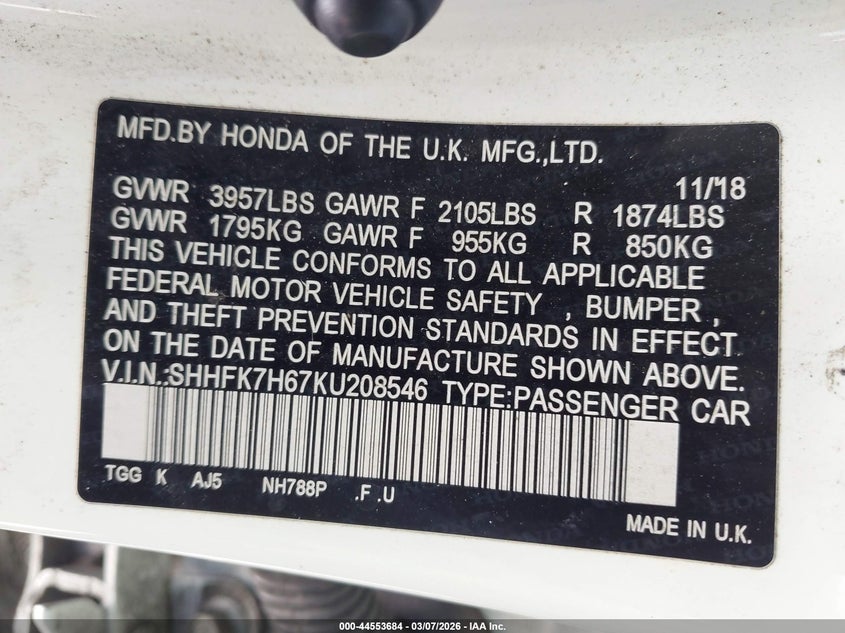 MFD.BY HONDA OF THE U.K. MFG.,LTD.
11/'18
GVWR 3957LBS GAWR F 2105LBS R 1874LBS
GVWR 1795KG GAWR F 955KG R 850KG
THIS VEHICLE CONFORMS TO ALL APPLICABLE
FEDERAL MOTOR VEHICLE SAFETY , BUMPER ,
AND THEFT PREVENTION STANDARDS IN EFFECT
ON THE DATE OF MANUFACTURE SHOWN ABOVE.
V.I.N.:SHHFK7H67KU208546 TYPE:PASSENGER CAR
TGG K AJ5 NH788P .F .U
MADE IN U.K.
000-44553684 - 03/07/2026 - IAA Inc.